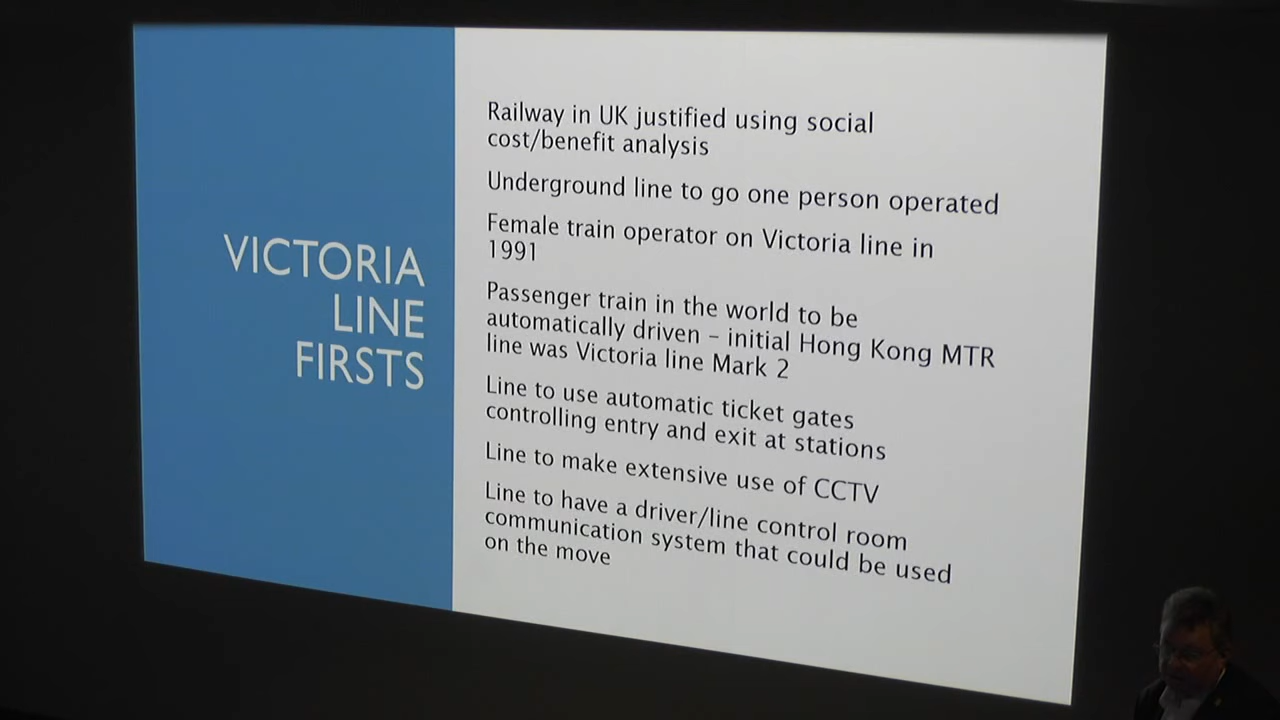 VICTORIA
LINE
FIRSTS
Railway in UK justified using social
cost/benefit analysis
Underground line to go one person operated
Female train operator on Victoria line in
1991
Passenger train in the world to be
automatically driven – initial Hong Kong MTR
line was Victoria line Mark 2
Line to use automatic ticket gates
controlling entry and exit at stations
Line to make extensive use of CCTV
Line to have a driver/line control room
communication system that could be used
on the move